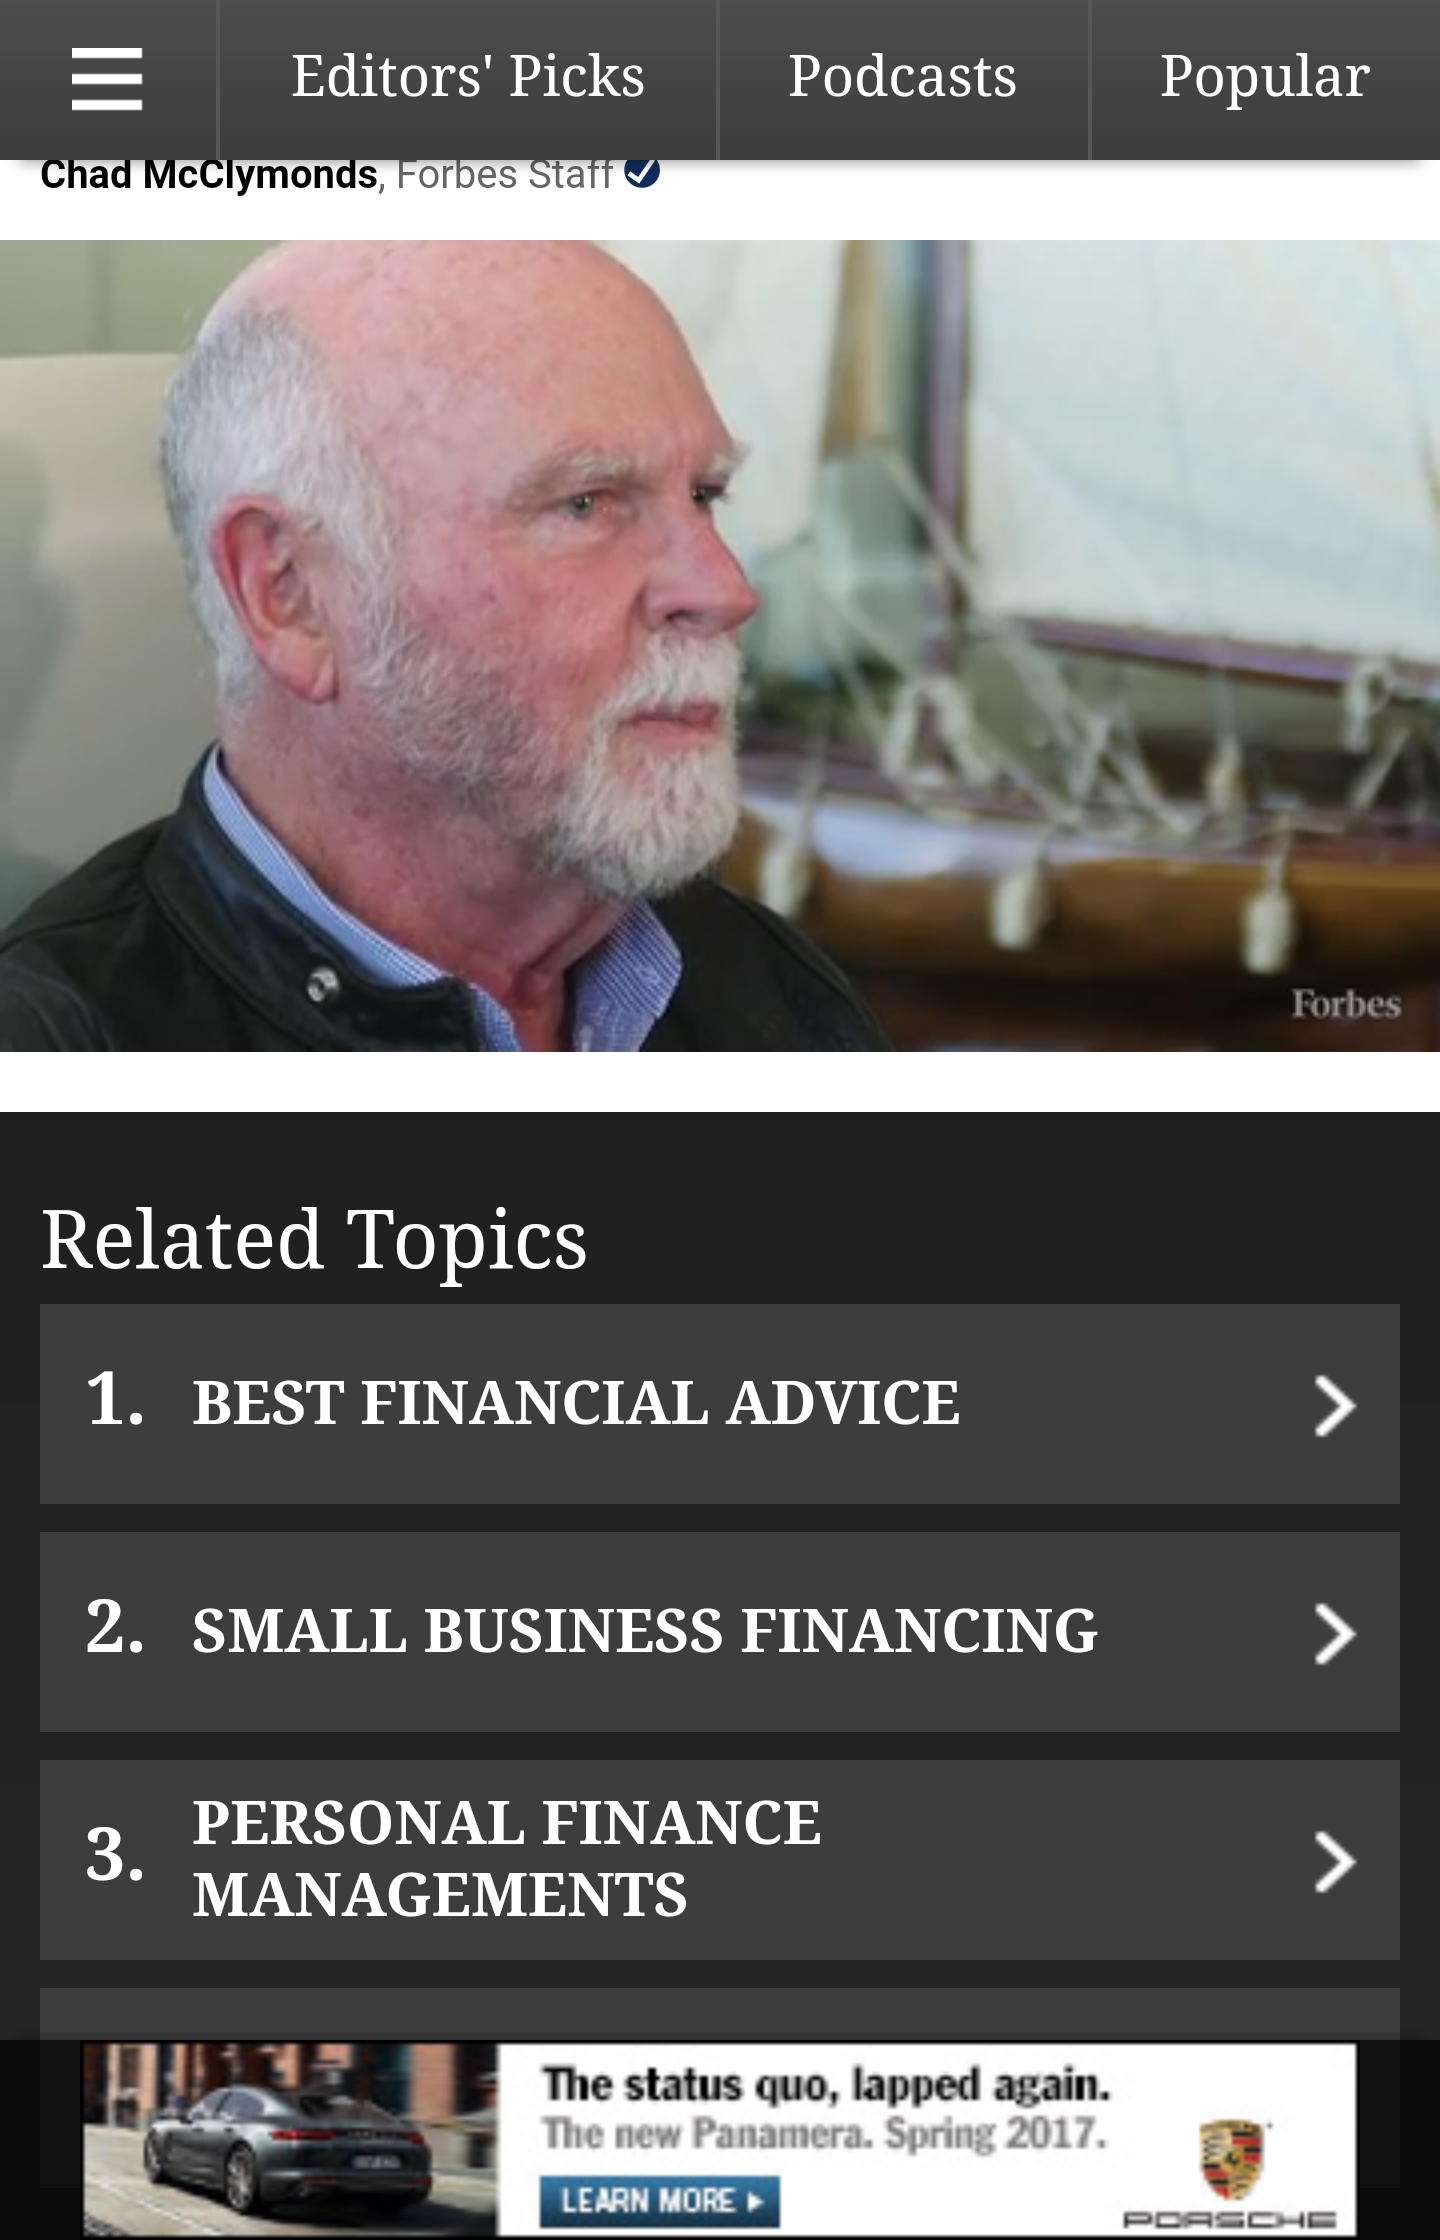 Editors' Picks Podcasts Popular
Chad McClymonds, Forbes Staff
Forbes
Related Topics
1. BEST FINANCIAL ADVICE
2. SMALL BUSINESS FINANCING
3. PERSONAL FINANCE
MANAGEMENTS
The status quo, lapped again.
The new Panamera. Spring 2017.
LEARN MORE
PORSCHE